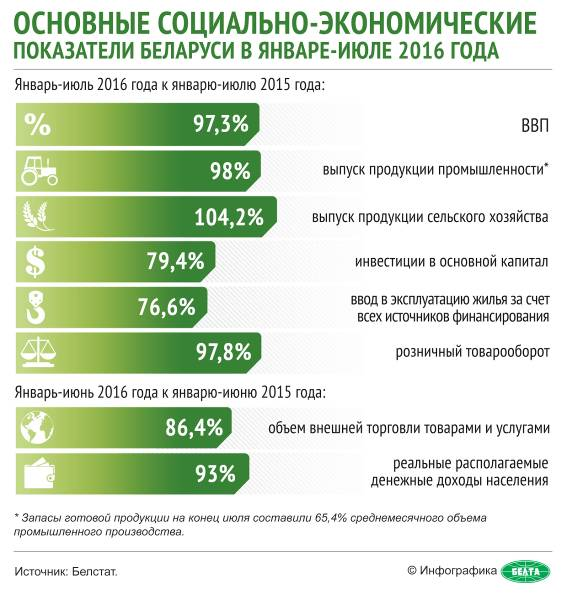 ОСНОВНЫЕ СОЦИАЛЬНО-ЭКОНОМИЧЕСКИЕ
ПОКАЗАТЕЛИ БЕЛАРУСИ В ЯНВАРЕ-ИЮЛЕ 2016 ГОДА
Январь-июль 2016 года к январю-июлю 2015 года:
% 97,3% ВВП
98% выпуск продукции промышленности*
104,2% выпуск продукции сельского хозяйства
$ 79,4% инвестиции в основной капитал
76,6% ввод в эксплуатацию жилья за счет
всех источников финансирования
97,8% розничный товарооборот
Январь-июнь 2016 года к январю-июню 2015 года:
86,4% объем внешней торговли товарами и услугами
93% реальные располагаемые
денежные доходы населения
* Запасы готовой продукции на конец июля составили 65,4% среднемесячного объема
промышленного производства.
Источник: Белстат. © Инфографика БЕЛТА